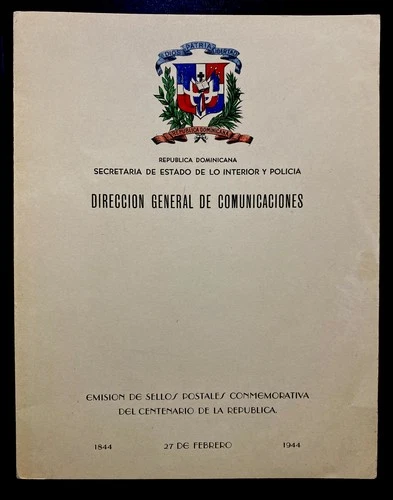 DIOS PATRIA LIBERTAD
REPUBLICA DOMINICANA
REPUBLICA DOMINICANA
SECRETARIA DE ESTADO DE LO INTERIOR Y POLICIA
DIRECCION GENERAL DE COMUNICACIONES
EMISION DE SELLOS POSTALES CONMEMORATIVA
DEL CENTENARIO DE LA REPUBLICA.
1844 27 DE FEBRERO 1944